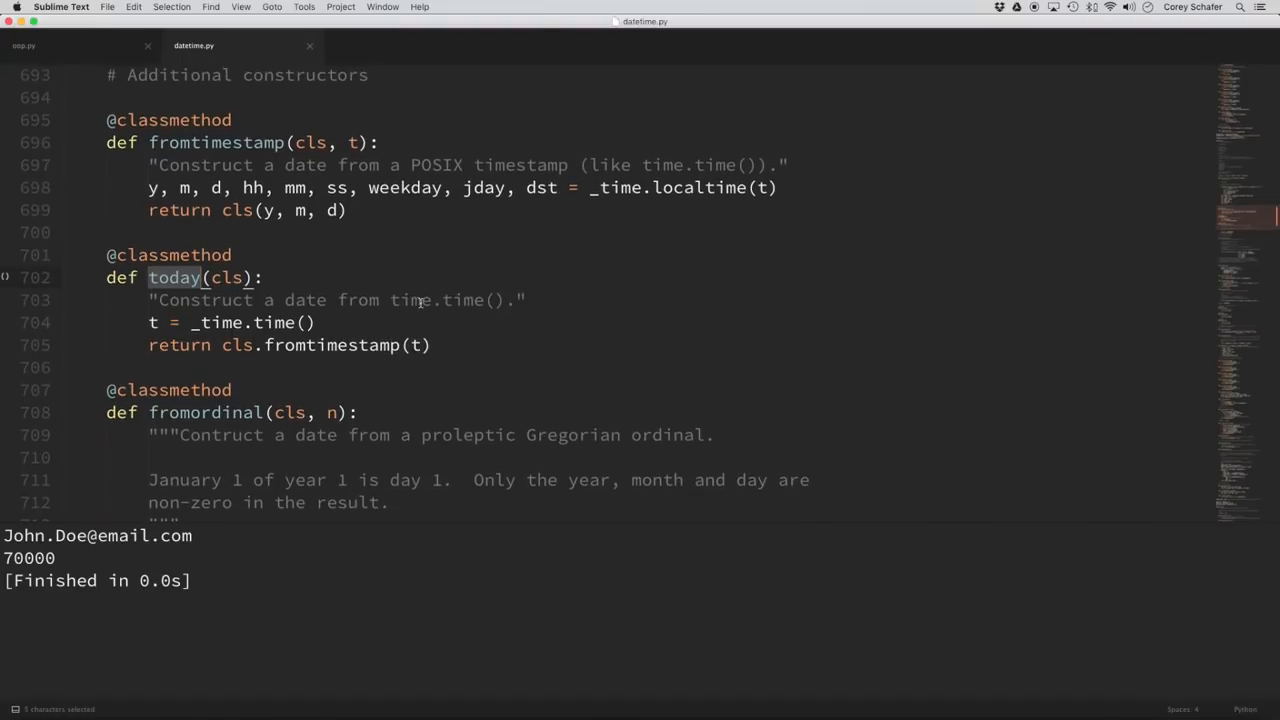 Sublime Text File Edit Selection Find View Goto Tools Project Window Help Corey Schafer
datetime.py
oop.py datetime.py
693 # Additional constructors
694
695 @classmethod
696 def fromtimestamp(cls, t):
697 "Construct a date from a POSIX timestamp (like time.time())."
698 y, m, d, hh, mm, ss, weekday, jday, dst = _time.localtime(t)
699 return cls(y, m, d)
700
701 @classmethod
702 def today(cls):
703 "Construct a date from time.time()."
704 t = _time.time()
705 return cls.fromtimestamp(t)
706
707 @classmethod
708 def fromordinal(cls, n):
709 """Contruct a date from a proleptic Gregorian ordinal.
710
711 January 1 of year 1 is day 1.  Only the year, month and day are
712 non-zero in the result.
"""
John.Doe@email.com
70000
[Finished in 0.0s]
5 characters selected Spaces: 4 Python